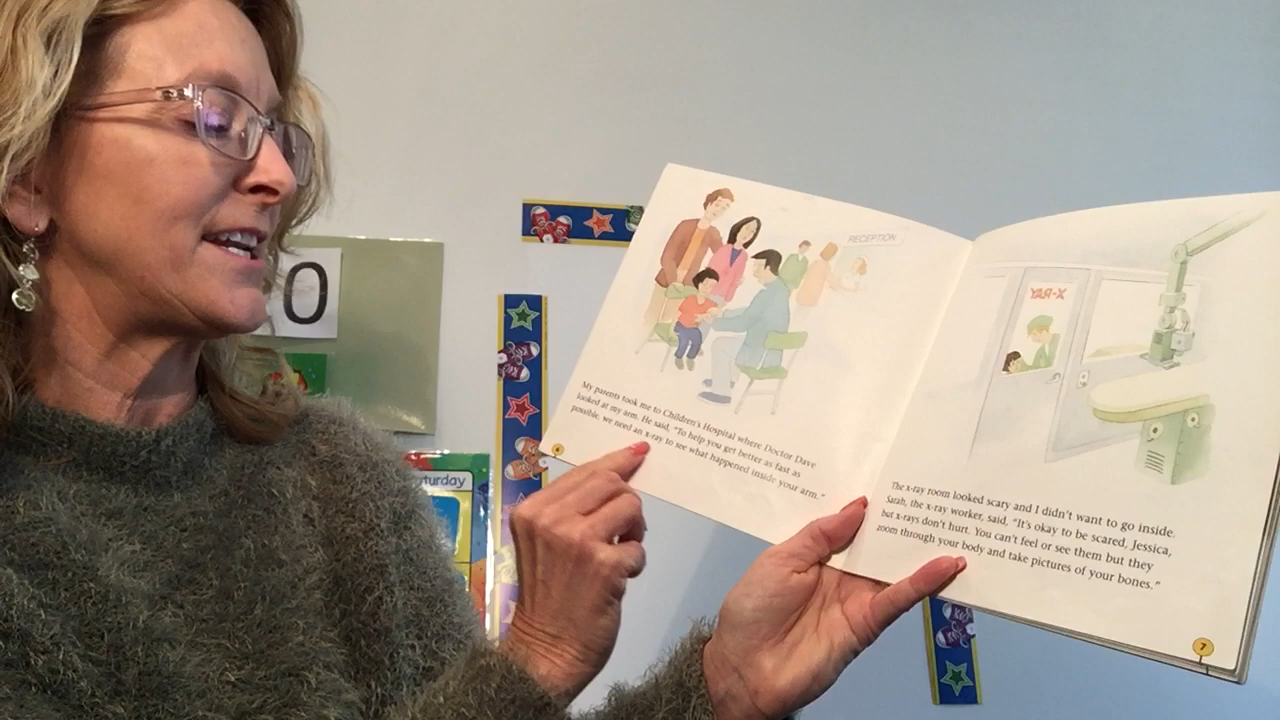 0
turday
RECEPTION
My parents took me to Children's Hospital where Doctor Dave
looked at my arm. He said, "To help you get better as fast as
possible, we need an x-ray to see what happened inside your arm."
6
X-RAY
The x-ray room looked scary and I didn't want to go inside.
Sarah, the x-ray worker, said, "It's okay to be scared, Jessica,
but x-rays don't hurt. You can't feel or see them but they
zoom through your body and take pictures of your bones."
7